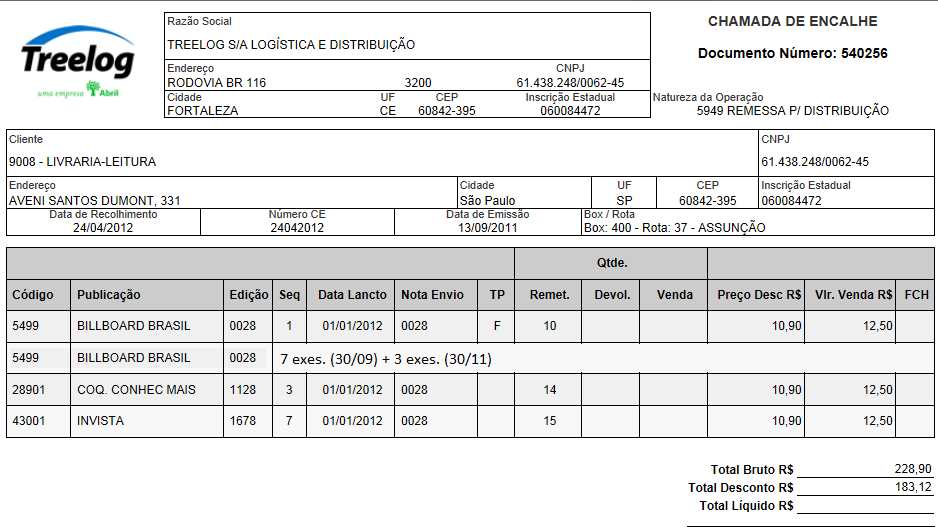 Treelog
uma empresa Abril
Razão Social
TREELOG S/A LOGÍSTICA E DISTRIBUIÇÃO
Endereço CNPJ
RODOVIA BR 116 3200 61.438.248/0062-45
Cidade UF CEP Inscrição Estadual
FORTALEZA CE 60842-395 060084472
CHAMADA DE ENCALHE
Documento Número: 540256
Natureza da Operação
5949 REMESSA P/ DISTRIBUIÇÃO
Cliente CNPJ
9008 - LIVRARIA-LEITURA 61.438.248/0062-45
Endereço Cidade UF CEP Inscrição Estadual
AVENI SANTOS DUMONT, 331 São Paulo SP 60842-395 060084472
Data de Recolhimento Número CE Data de Emissão Box / Rota
24/04/2012 24042012 13/09/2011 Box: 400 - Rota: 37 - ASSUNÇÃO
Qtde.
Código Publicação Edição Seq Data Lancto Nota Envio TP Remet. Devol. Venda Preço Desc R$ Vlr. Venda R$ FCH
5499 BILLBOARD BRASIL 0028 1 01/01/2012 0028 F 10 10,90 12,50
5499 BILLBOARD BRASIL 0028 7 exes. (30/09) + 3 exes. (30/11)
28901 COQ. CONHEC MAIS 1128 3 01/01/2012 0028 14 10,90 12,50
43001 INVISTA 1678 7 01/01/2012 0028 15 10,90 12,50
Total Bruto R$ 228,90
Total Desconto R$ 183,12
Total Líquido R$